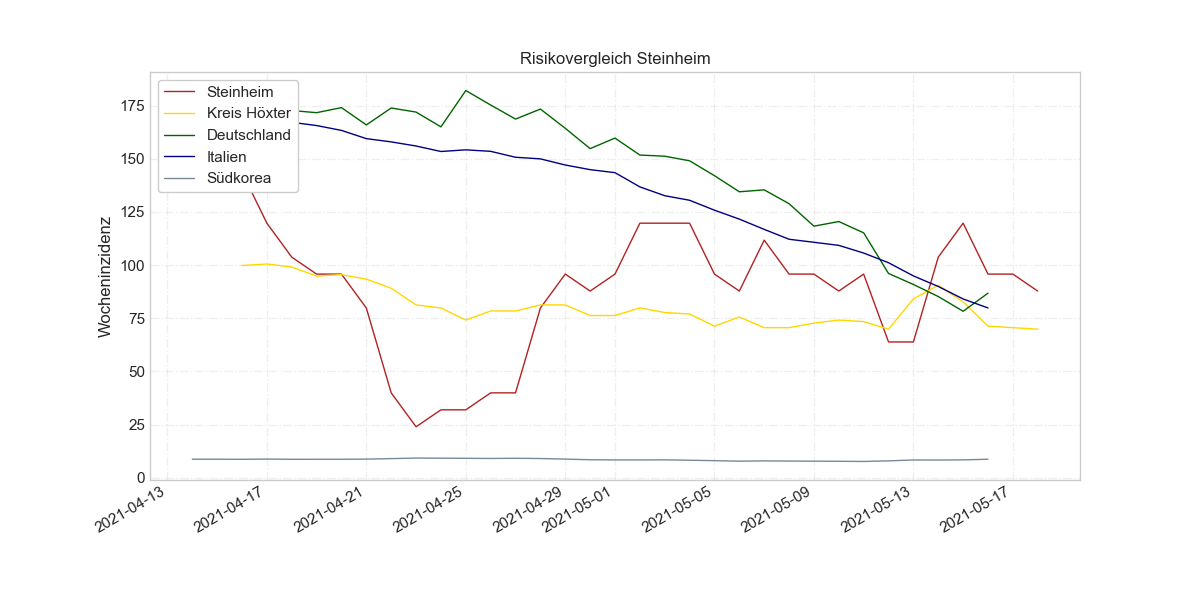 Risikovergleich Steinheim
Steinheim
Kreis Höxter
Deutschland
Italien
Südkorea
Wocheninzidenz
175
150
125
100
75
50
25
0
2021-04-13
2021-04-17
2021-04-21
2021-04-25
2021-04-29
2021-05-01
2021-05-05
2021-05-09
2021-05-13
2021-05-17